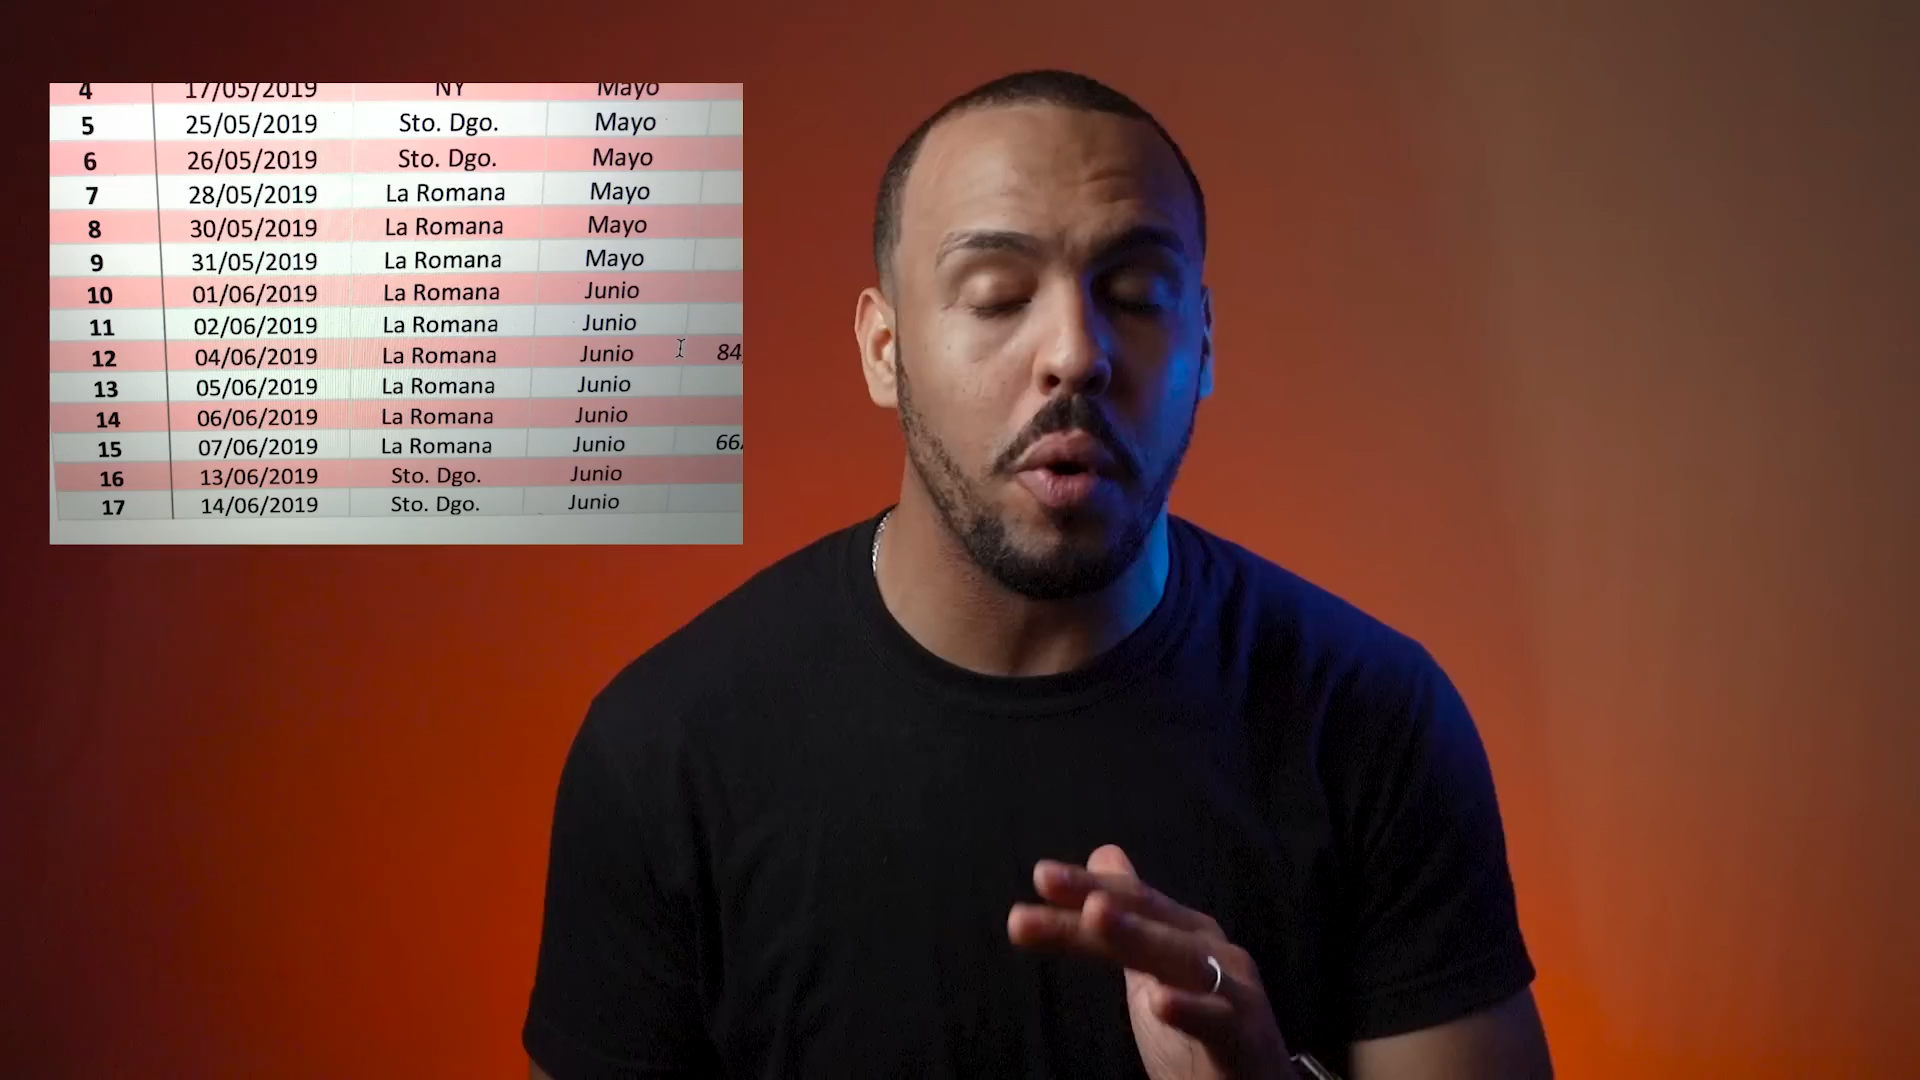 4 17/05/2019 NY Mayo
5 25/05/2019 Sto. Dgo. Mayo
6 26/05/2019 Sto. Dgo. Mayo
7 28/05/2019 La Romana Mayo
8 30/05/2019 La Romana Mayo
9 31/05/2019 La Romana Mayo
10 01/06/2019 La Romana Junio
11 02/06/2019 La Romana Junio
12 04/06/2019 La Romana Junio 84
13 05/06/2019 La Romana Junio
14 06/06/2019 La Romana Junio
15 07/06/2019 La Romana Junio 66
16 13/06/2019 Sto. Dgo. Junio
17 14/06/2019 Sto. Dgo. Junio